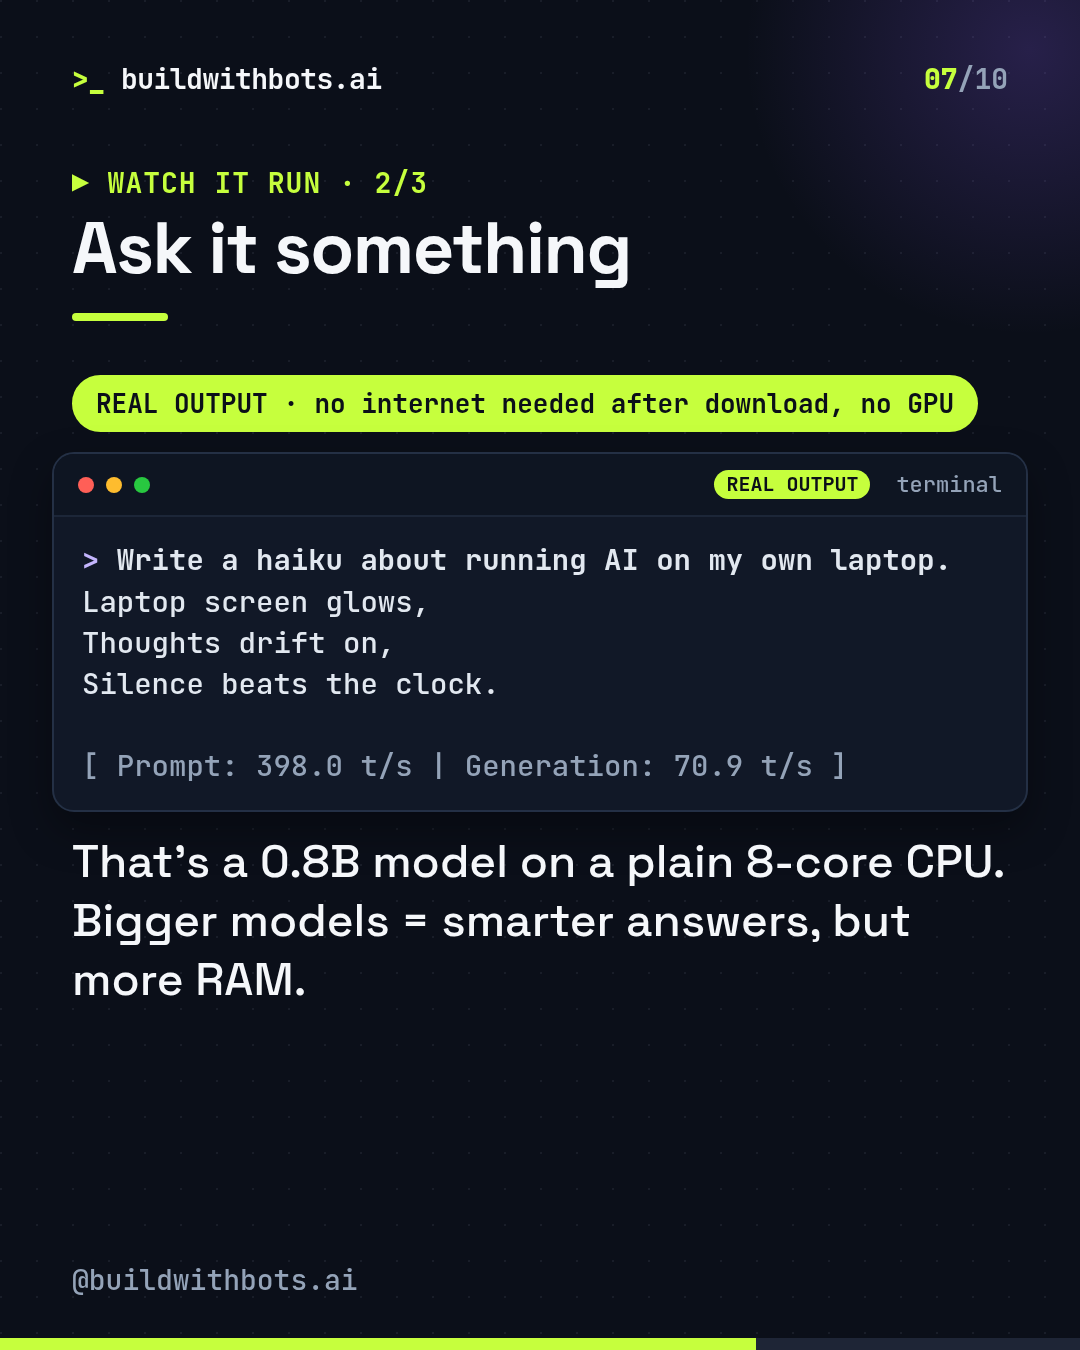 >_ buildwithbots.ai
07/10
▶ WATCH IT RUN · 2/3
Ask it something
REAL OUTPUT · no internet needed after download, no GPU
REAL OUTPUT terminal
> Write a haiku about running AI on my own laptop.
Laptop screen glows,
Thoughts drift on,
Silence beats the clock.
[ Prompt: 398.0 t/s | Generation: 70.9 t/s ]
That’s a 0.8B model on a plain 8-core CPU.
Bigger models = smarter answers, but
more RAM.
@buildwithbots.ai